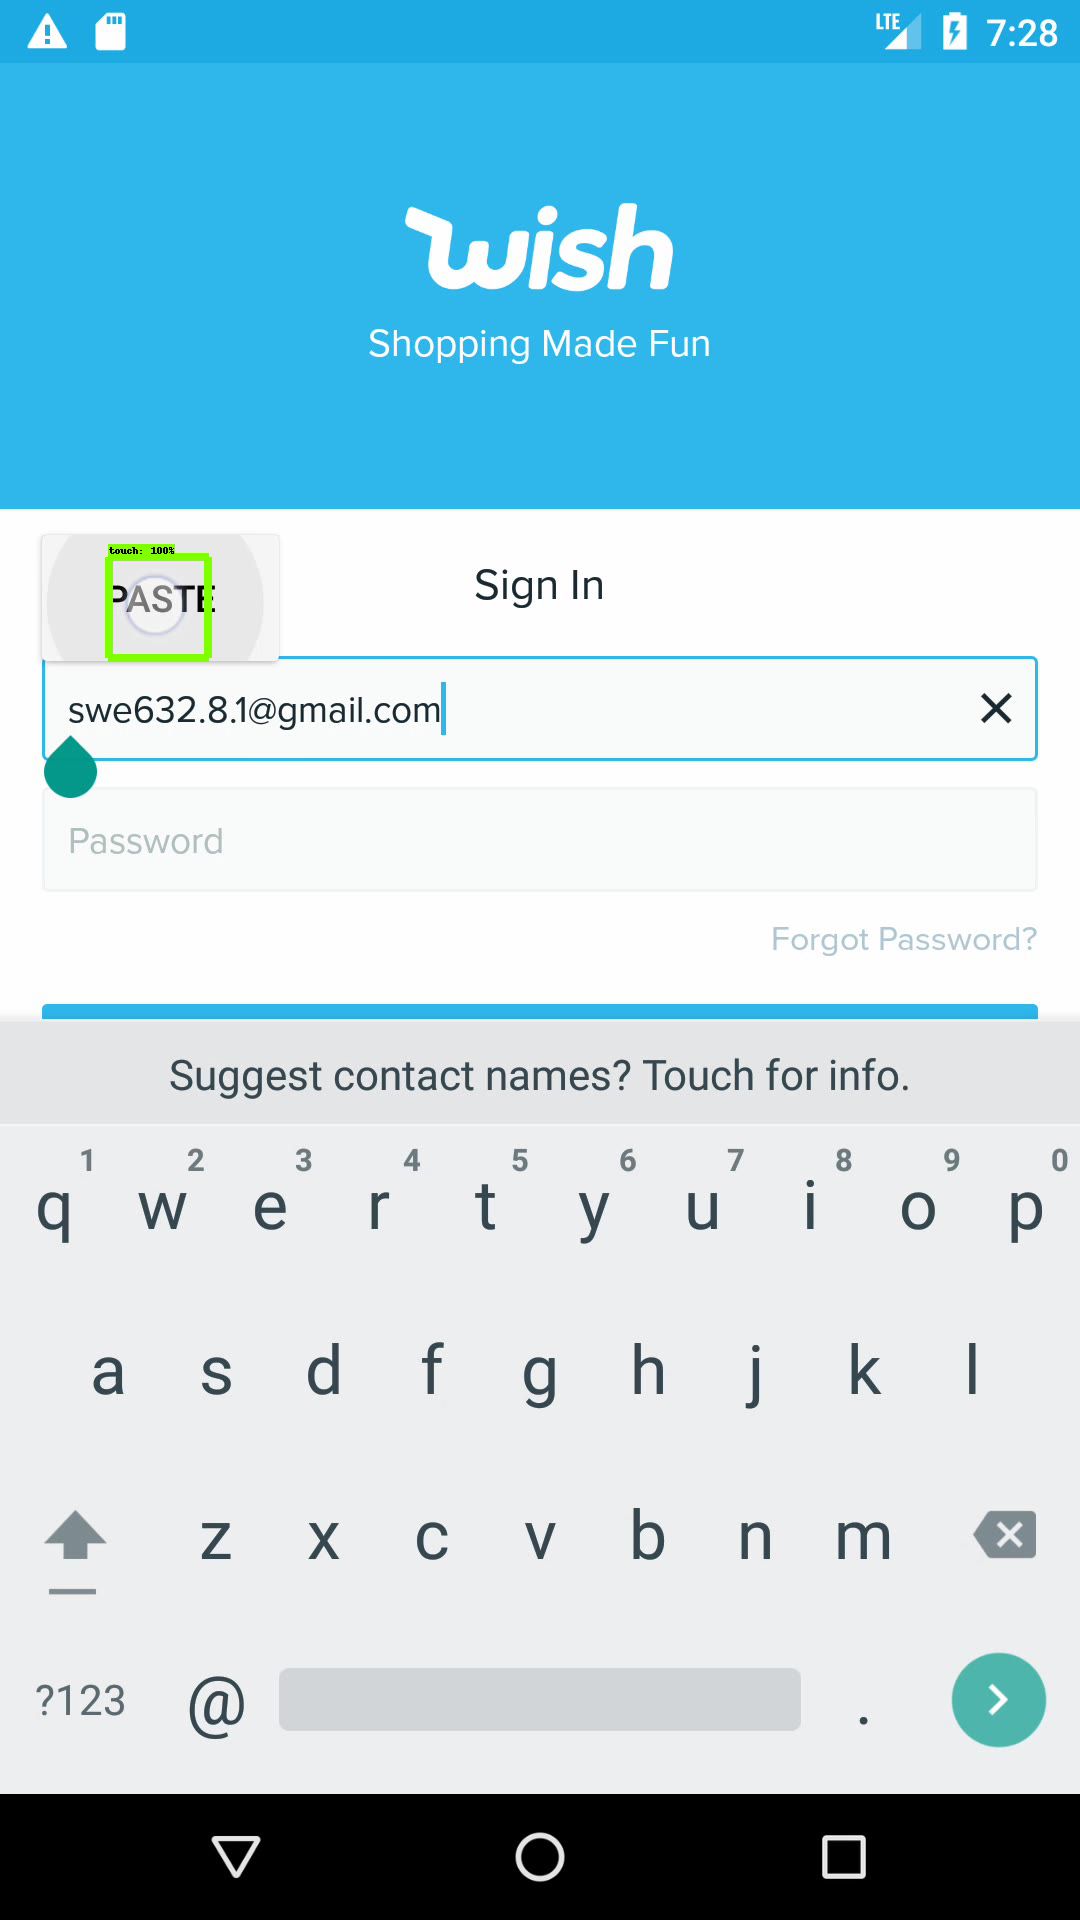 LTE 7:28
wish
Shopping Made Fun
touch: 100%
PASTE
Sign In
swe632.8.1@gmail.com
Password
Forgot Password?
Suggest contact names? Touch for info.
1 2 3 4 5 6 7 8 9 0
q w e r t y u i o p
a s d f g h j k l
z x c v b n m
?123 @ .